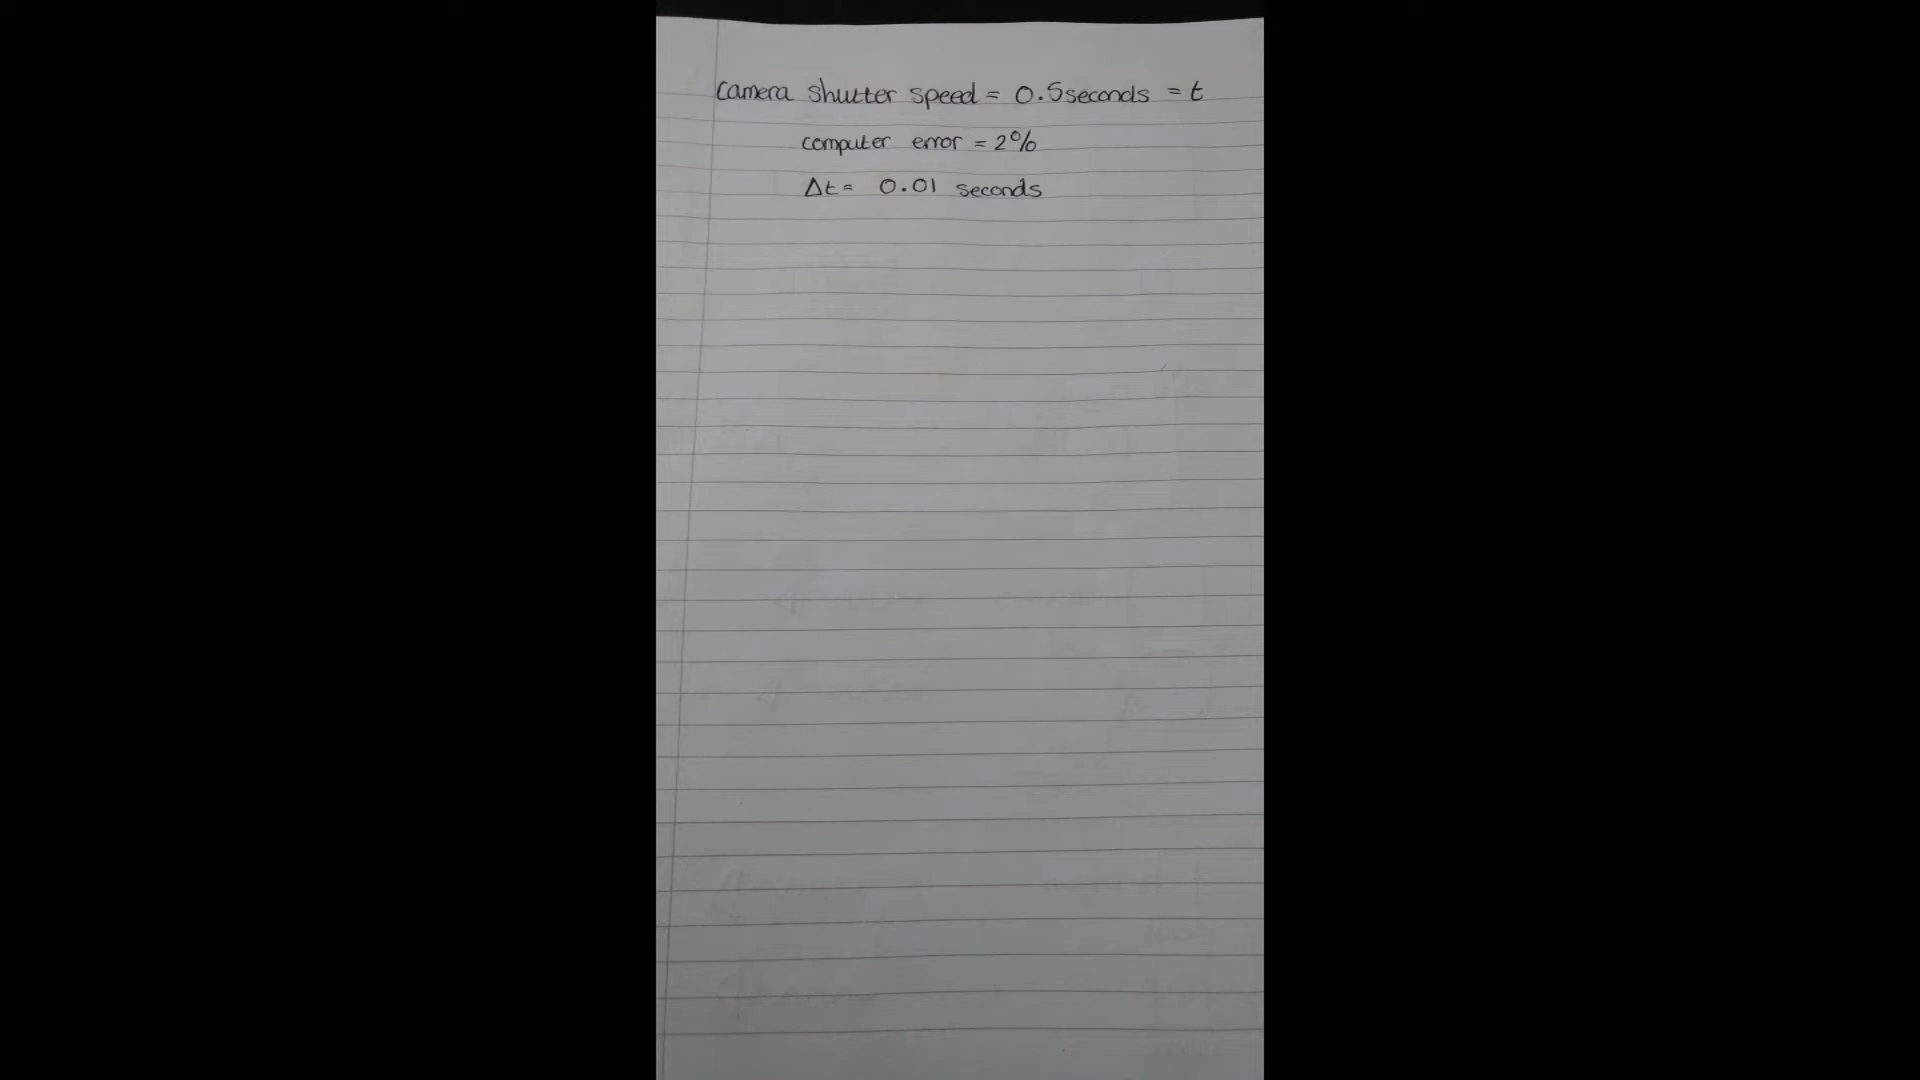 Camera shutter speed = 0.5seconds = t
computer error = 2%
Δt = 0.01 seconds